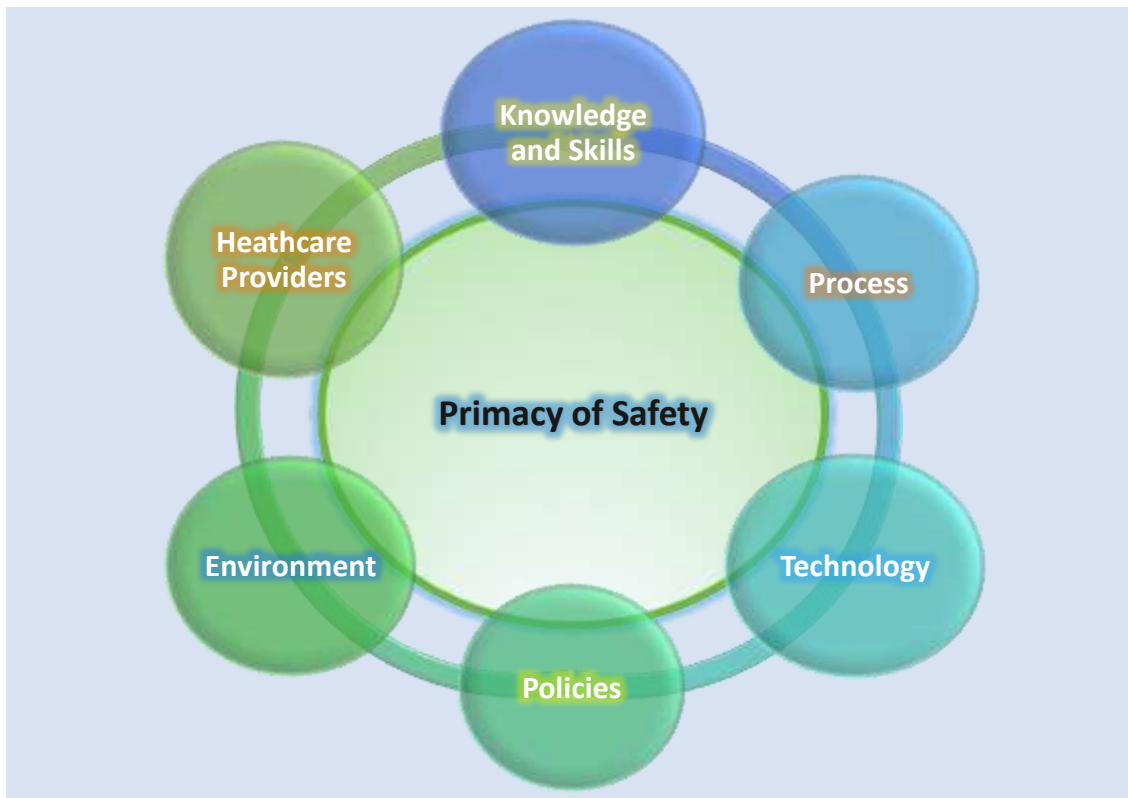 Knowledge
and Skills
Heathcare
Providers
Process
Primacy of Safety
Environment
Technology
Policies